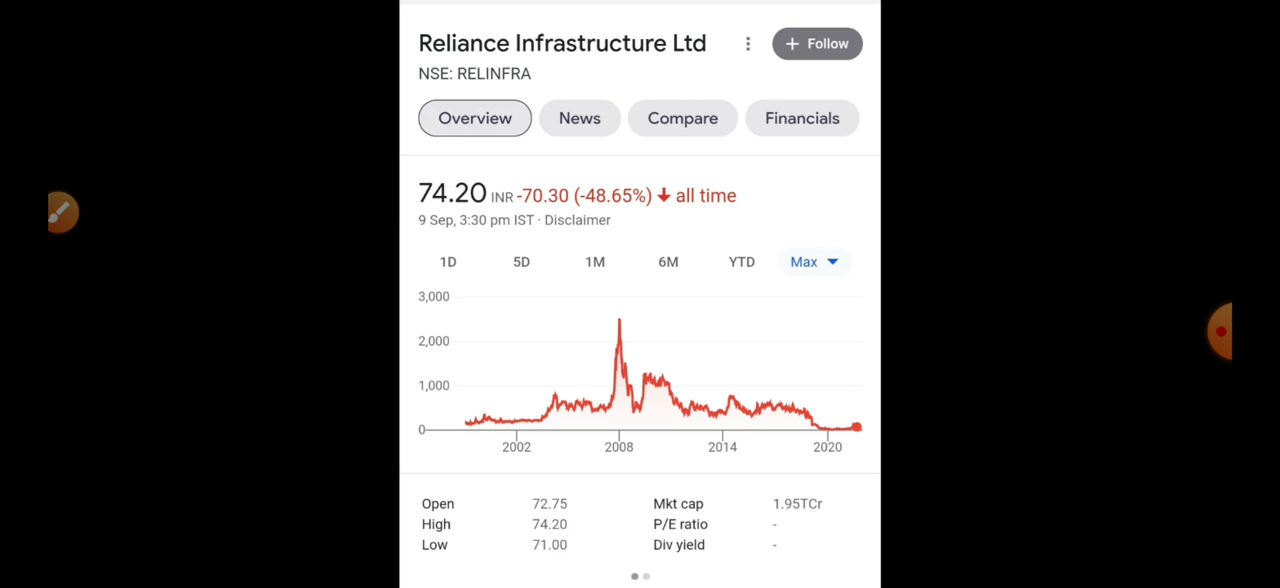 Reliance Infrastructure Ltd
+ Follow
NSE: RELINFRA
Overview News Compare Financials
74.20 INR -70.30 (-48.65%) ↓ all time
9 Sep, 3:30 pm IST · Disclaimer
1D 5D 1M 6M YTD Max
3,000
2,000
1,000
0
2002 2008 2014 2020
Open 72.75 Mkt cap 1.95TCr
High 74.20 P/E ratio -
Low 71.00 Div yield -